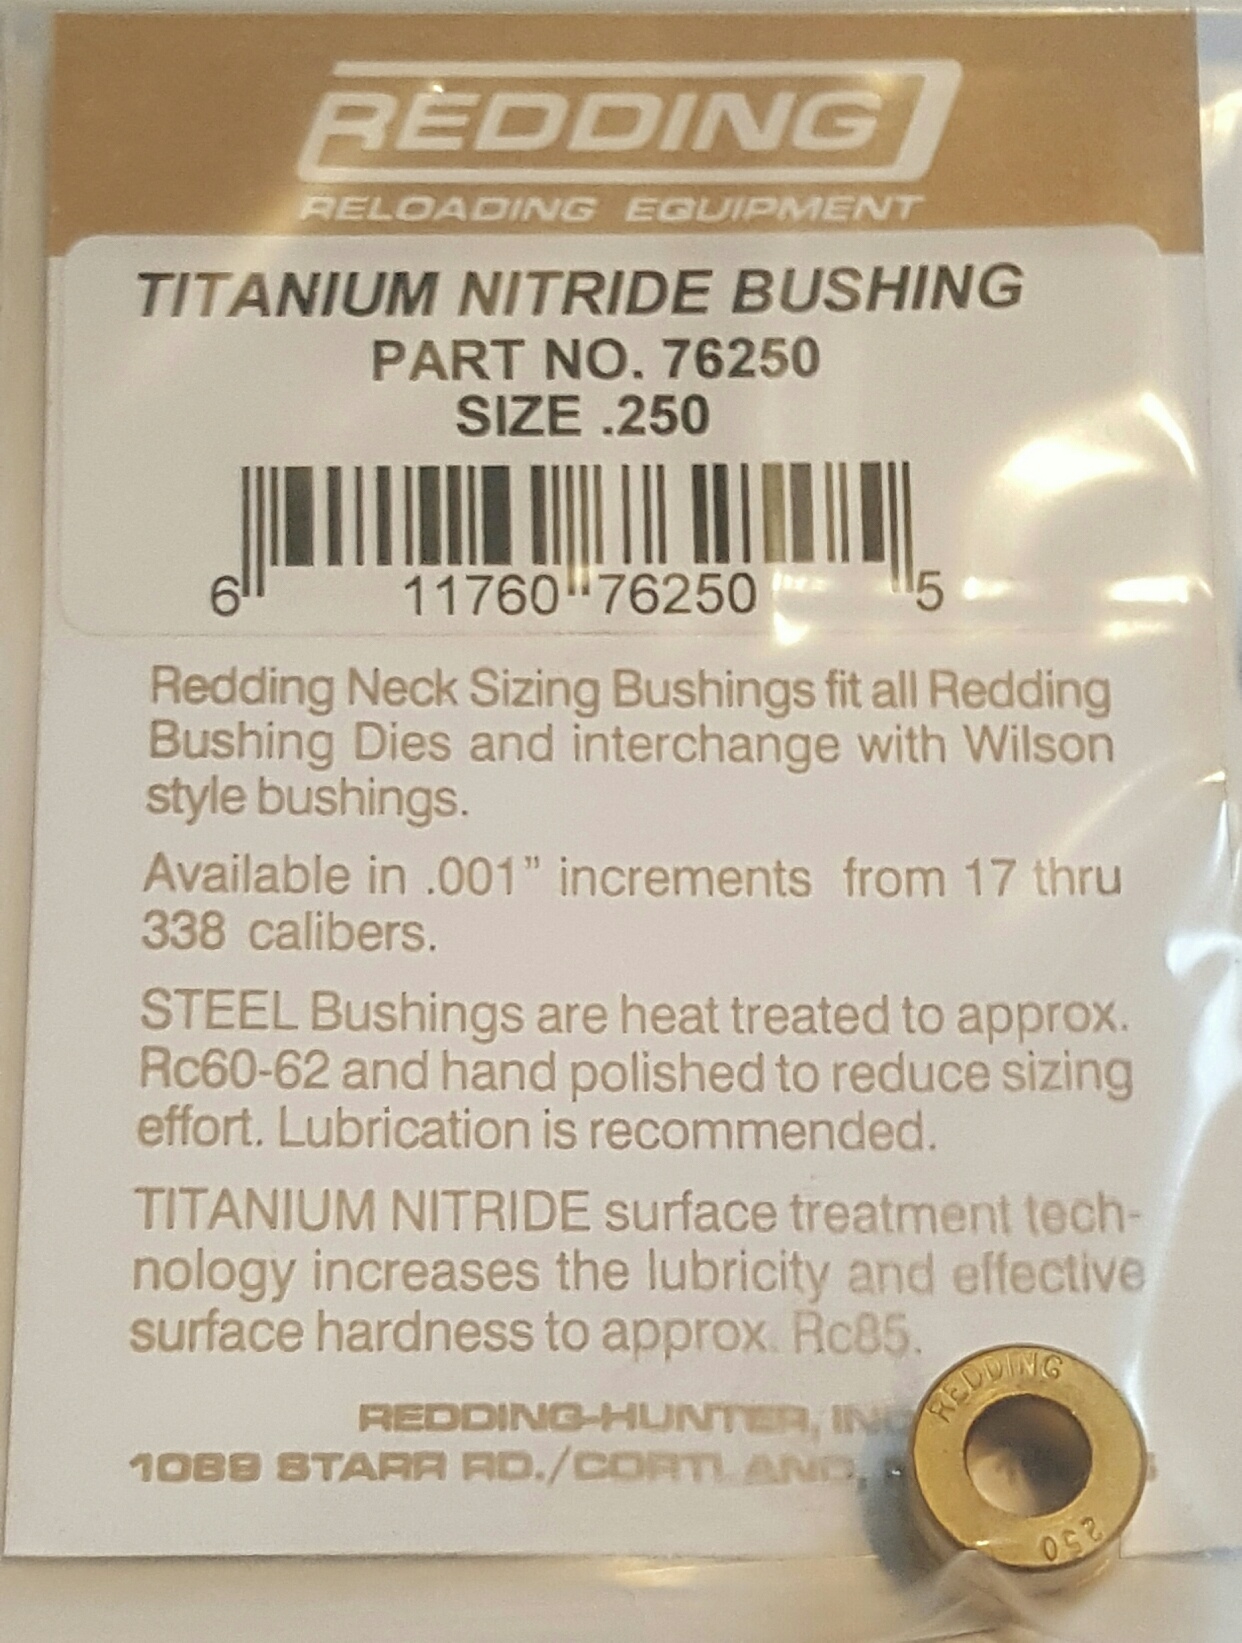 REDDING
RELOADING EQUIPMENT
TITANIUM NITRIDE BUSHING
PART NO. 76250
SIZE .250
6 11760 76250 5
Redding Neck Sizing Bushings fit all Redding
Bushing Dies and interchange with Wilson
style bushings.
Available in .001” increments from 17 thru
338 calibers.
STEEL Bushings are heat treated to approx.
Rc60-62 and hand polished to reduce sizing
effort. Lubrication is recommended.
TITANIUM NITRIDE surface treatment tech-
nology increases the lubricity and effective
surface hardness to approx. Rc85.
REDDING-HUNTER, INC
1089 STARR RD./CORTLAND,
REDDING
250